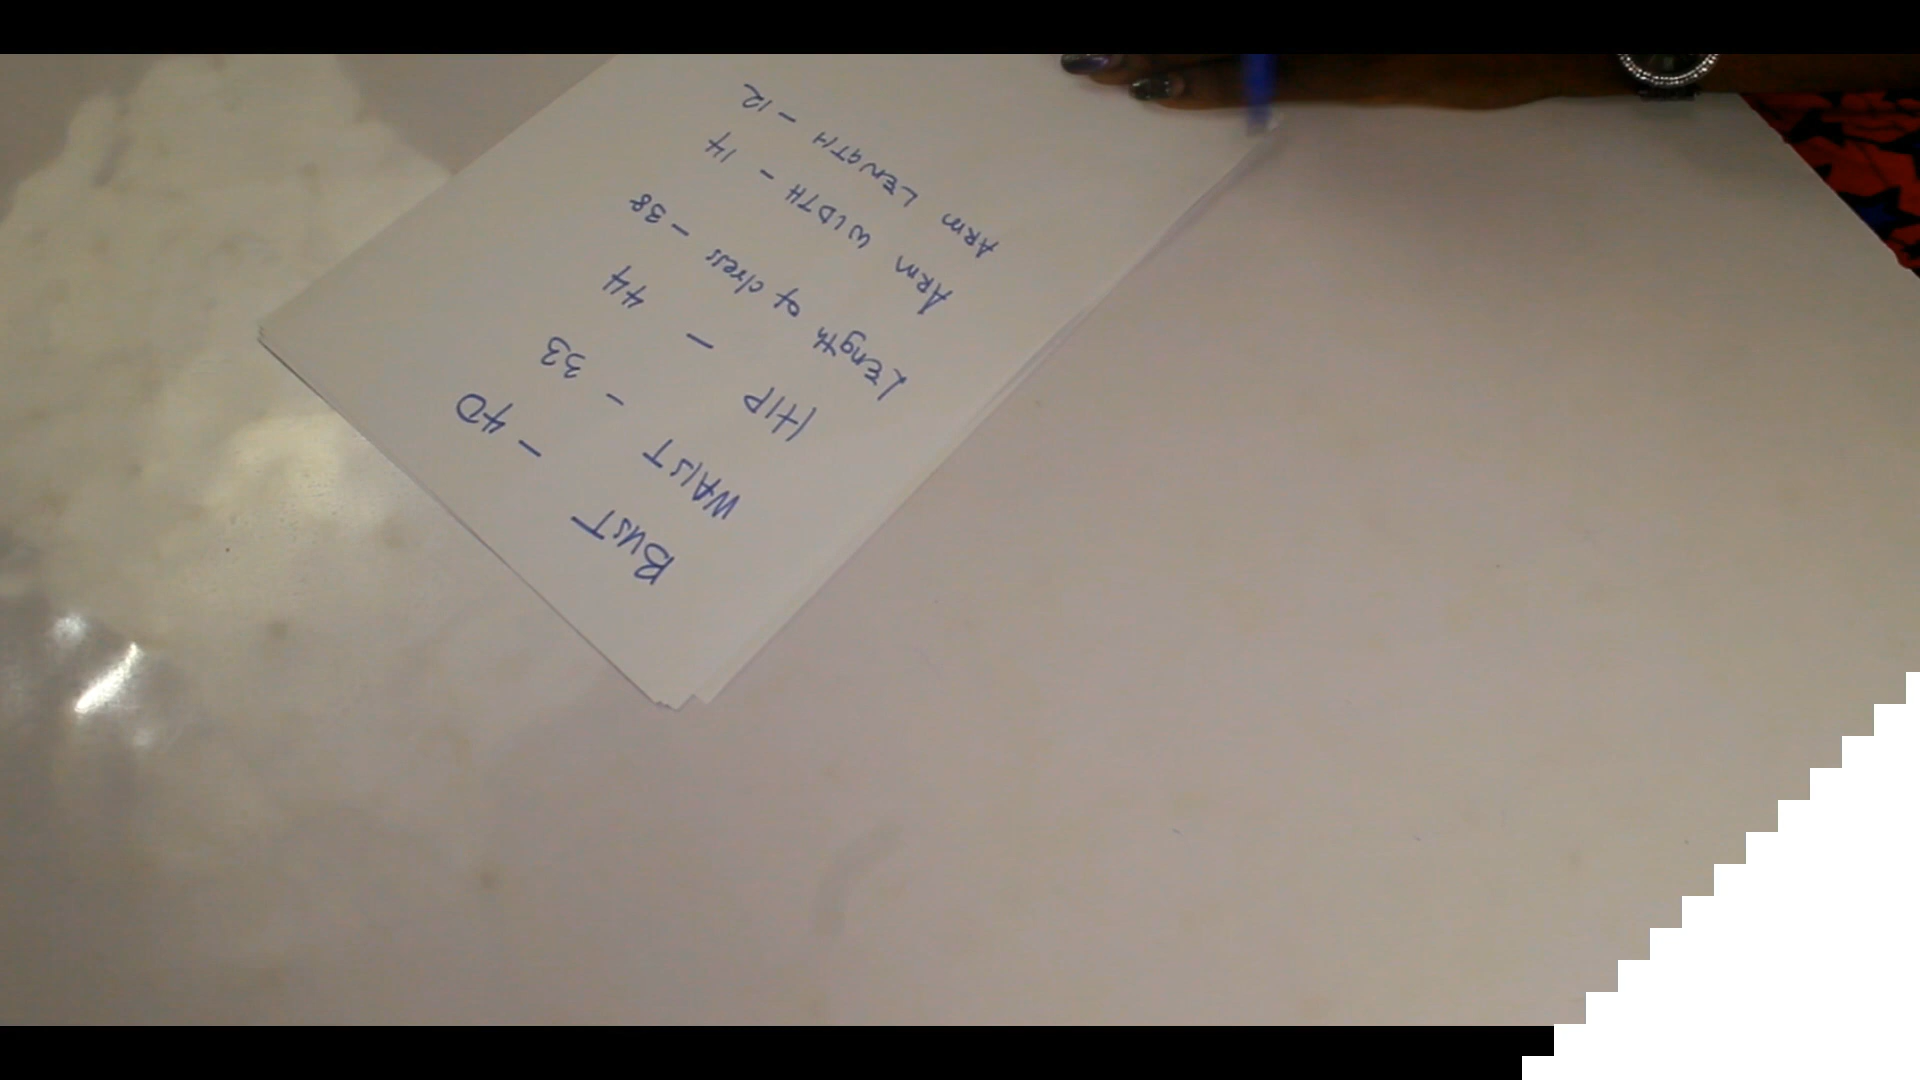 BUST - 40
WAIST - 33
HIP - 44
Length of dress - 38
ARM WIDTH - 14
ARM LENGTH - 12